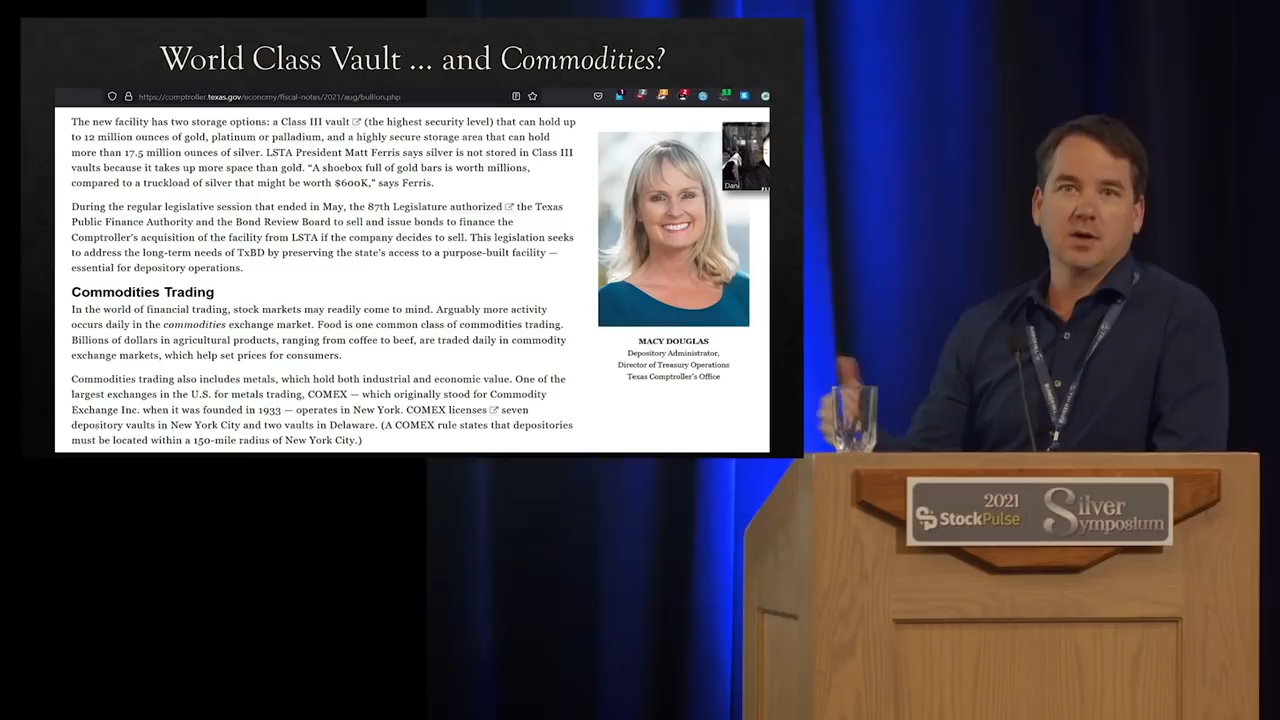 World Class Vault ... and Commodities?
https://comptroller.texas.gov/economy/fiscal-notes/2021/aug/bullion.php
The new facility has two storage options: a Class III vault (the highest security level) that can hold up
to 12 million ounces of gold, platinum or palladium, and a highly secure storage area that can hold
more than 17.5 million ounces of silver. LSTA President Matt Ferris says silver is not stored in Class III
vaults because it takes up more space than gold. “A shoebox full of gold bars is worth millions,
compared to a truckload of silver that might be worth $600K,” says Ferris.
During the regular legislative session that ended in May, the 87th Legislature authorized the Texas
Public Finance Authority and the Bond Review Board to sell and issue bonds to finance the
Comptroller's acquisition of the facility from LSTA if the company decides to sell. This legislation seeks
to address the long-term needs of TxBD by preserving the state's access to a purpose-built facility —
essential for depository operations.
Commodities Trading
In the world of financial trading, stock markets may readily come to mind. Arguably more activity
occurs daily in the commodities exchange market. Food is one common class of commodities trading.
Billions of dollars in agricultural products, ranging from coffee to beef, are traded daily in commodity
exchange markets, which help set prices for consumers.
Commodities trading also includes metals, which hold both industrial and economic value. One of the
largest exchanges in the U.S. for metals trading, COMEX — which originally stood for Commodity
Exchange Inc. when it was founded in 1933 — operates in New York. COMEX licenses seven
depository vaults in New York City and two vaults in Delaware. (A COMEX rule states that depositories
must be located within a 150-mile radius of New York City.)
Dani
MACY DOUGLAS
Depository Administrator,
Director of Treasury Operations
Texas Comptroller's Office
2021
StockPulse
Silver
Symposium